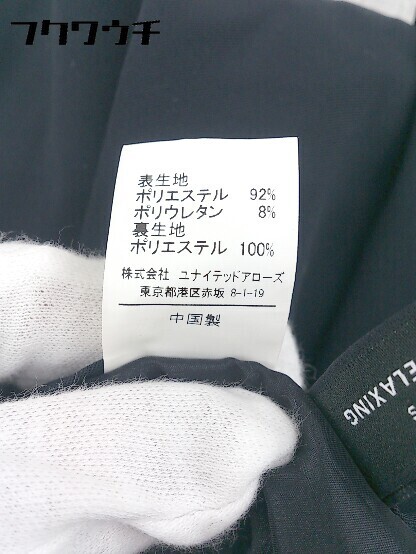 フクワウチ
表生地
ポリエステル 92%
ポリウレタン 8%
裏生地
ポリエステル 100%
株式会社 ユナイテッドアローズ
東京都港区赤坂 8-1-19
中国製
ELAXING
S